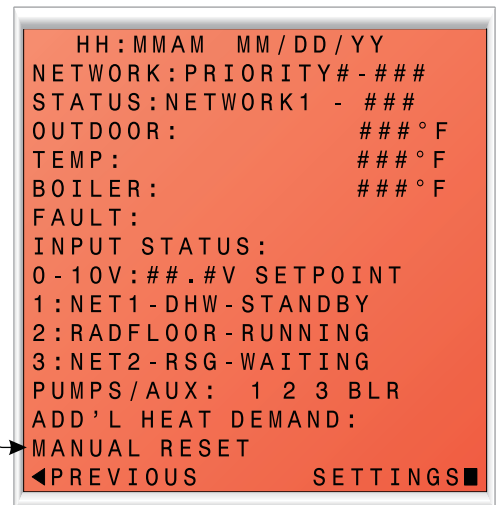 HH:MMAM MM/DD/YY
NETWORK:PRIORITY#-###
STATUS:NETWORK1 - ###
OUTDOOR: ###°F
TEMP: ###°F
BOILER: ###°F
FAULT:
INPUT STATUS:
0-10V:##.#V SETPOINT
1:NET1-DHW-STANDBY
2:RADFLOOR-RUNNING
3:NET2-RSG-WAITING
PUMPS/AUX: 1 2 3 BLR
ADD'L HEAT DEMAND:
MANUAL RESET
◀PREVIOUS SETTINGS■